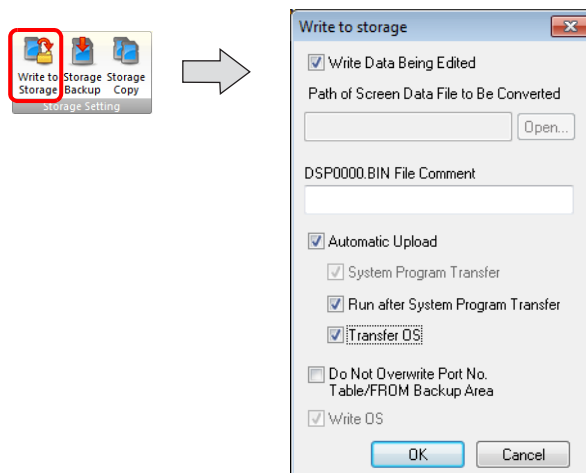 Write to Storage Storage
Storage Backup Copy
Storage Setting
Write to storage
Write Data Being Edited
Path of Screen Data File to Be Converted
Open...
DSP0000.BIN File Comment
Automatic Upload
System Program Transfer
Run after System Program Transfer
Transfer OS
Do Not Overwrite Port No.
Table/FROM Backup Area
Write OS
OK Cancel